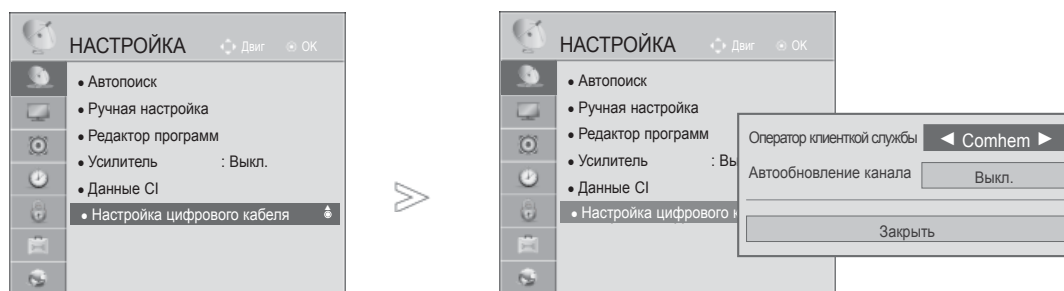 НАСТРОЙКА Двиг OK
• Автопоиск
• Ручная настройка
• Редактор программ
• Усилитель : Выкл.
• Данные CI
• Настройка цифрового кабеля
НАСТРОЙКА Двиг OK
• Автопоиск
• Ручная настройка
• Редактор программ
• Усилитель : Вы
• Данные CI
• Настройка цифрового к
Оператор клиенткой службы ◄ Comhem ►
Автообновление канала Выкл.
Закрыть